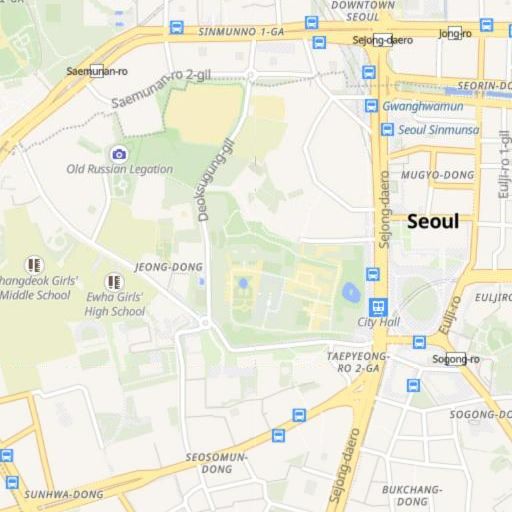 DOWNTOWN
SEOUL
SINMUNNO 1-GA
Sejong-daero
Jong-ro
Saemunan-ro
Saemunan-ro 2-gil
SEORIN-DO
Gwanghwamun
Seoul Sinmunsa
Eulji-ro 1-gil
Old Russian Legation
Deoksugung-gil
MUGYO-DONG
Sejong-daero
Seoul
JEONG-DONG
hangdeok Girls'
Middle School
Ewha Girls'
High School
EULJIRO
Eulji-ro
City Hall
TAEPYEONG-
RO 2-GA
Sogong-ro
SOGONG-DO
SEOSOMUN-
DONG
Sejong-daero
SUNHWA-DONG
BUKCHANG-
DONG